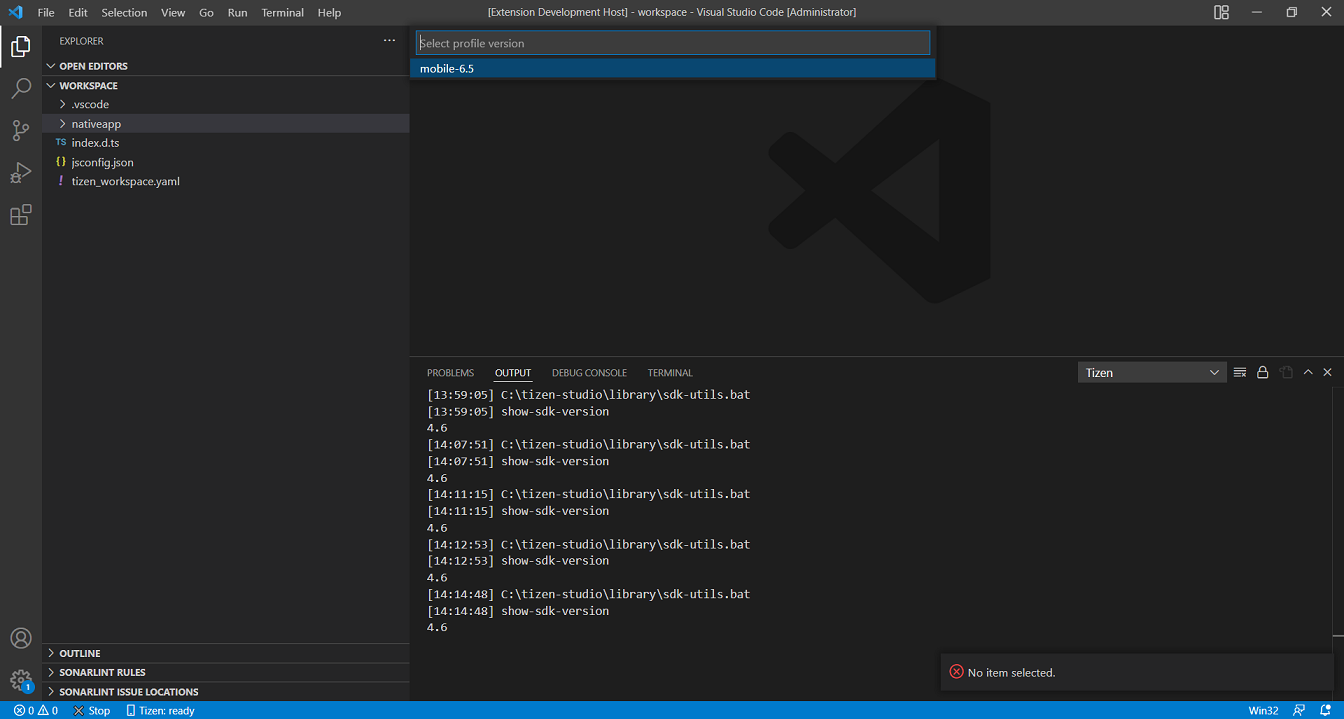 File Edit Selection View Go Run Terminal Help
[Extension Development Host] - workspace - Visual Studio Code [Administrator]
EXPLORER
Select profile version
mobile-6.5
OPEN EDITORS
WORKSPACE
.vscode
nativeapp
TS index.d.ts
{} jsconfig.json
! tizen_workspace.yaml
PROBLEMS OUTPUT DEBUG CONSOLE TERMINAL
Tizen
[13:59:05] C:\tizen-studio\library\sdk-utils.bat
[13:59:05] show-sdk-version
4.6
[14:07:51] C:\tizen-studio\library\sdk-utils.bat
[14:07:51] show-sdk-version
4.6
[14:11:15] C:\tizen-studio\library\sdk-utils.bat
[14:11:15] show-sdk-version
4.6
[14:12:53] C:\tizen-studio\library\sdk-utils.bat
[14:12:53] show-sdk-version
4.6
[14:14:48] C:\tizen-studio\library\sdk-utils.bat
[14:14:48] show-sdk-version
4.6
OUTLINE
SONARLINT RULES
SONARLINT ISSUE LOCATIONS
No item selected.
1
0 0 Stop Tizen: ready
Win32